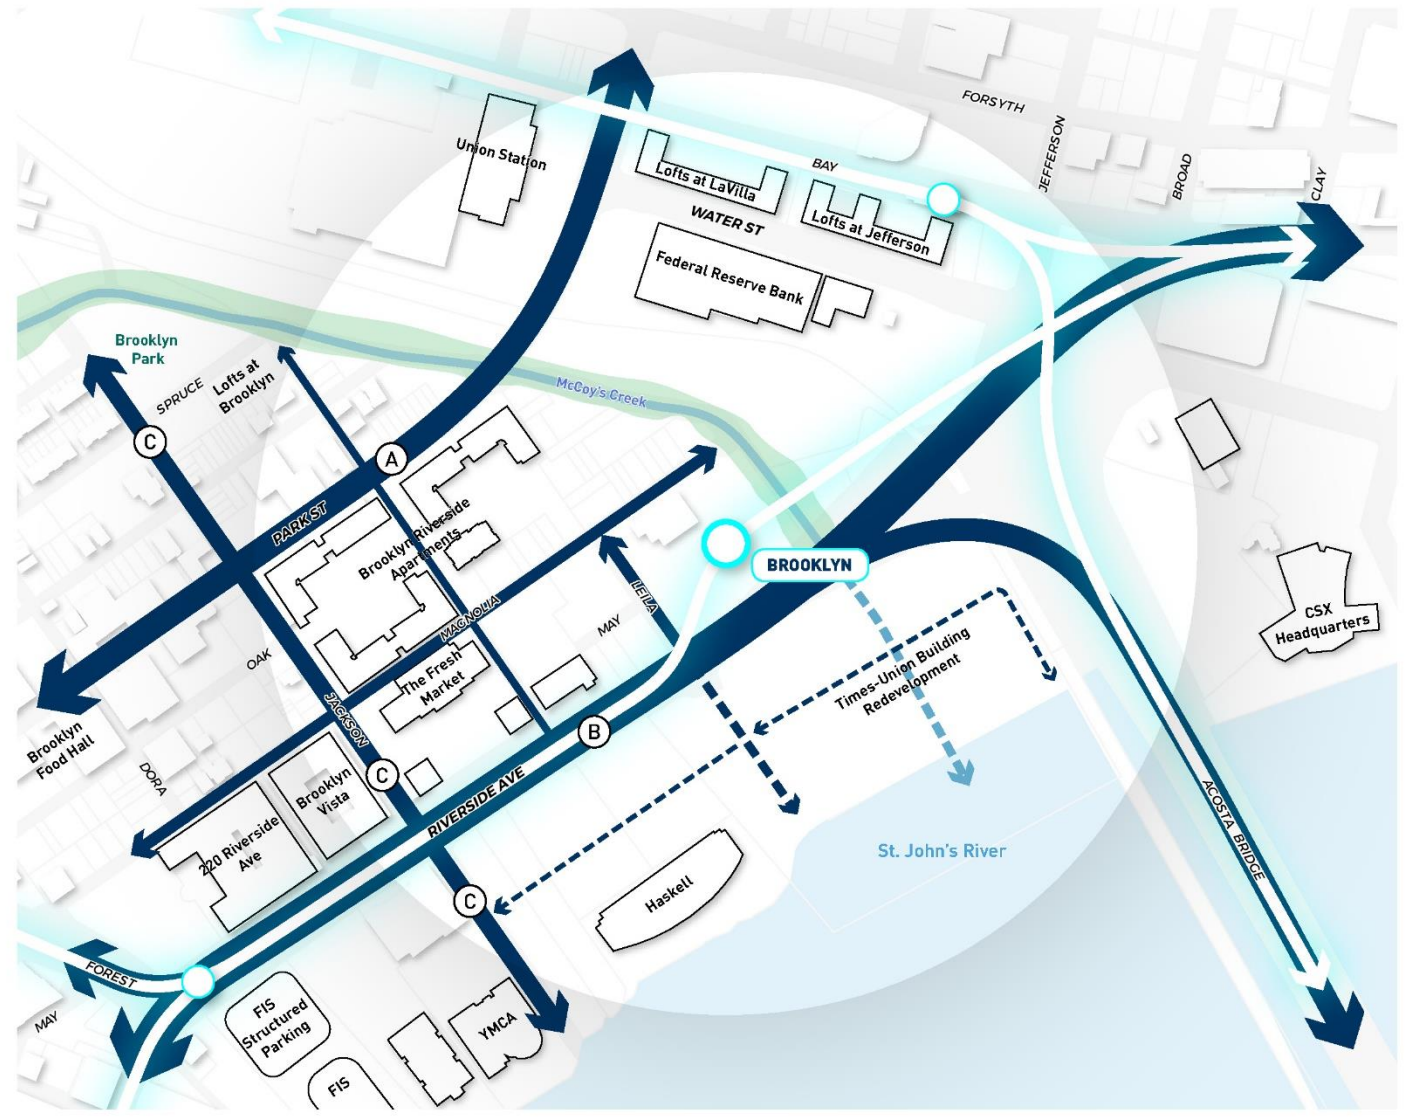 FORSYTH
JEFFERSON
BROAD
CLAY
BAY
Union Station
Lofts at LaVilla
WATER ST
Lofts at Jefferson
Federal Reserve Bank
Brooklyn
Park
SPRUCE
Lofts at
Brooklyn
McCoy's Creek
C
A
PARK ST
Brooklyn Riverside
Apartments
BROOKLYN
LEILA
MAGNOLIA
MAY
OAK
CSX
Headquarters
Times-Union Building
Redevelopment
The Fresh
Market
JACKSON
B
Brooklyn
Food Hall
DORA
C
Brooklyn
Vista
RIVERSIDE AVE
220 Riverside
Ave
ACOSTA BRIDGE
St. John's River
Haskell
C
FOREST
MAY
FIS
Structured
Parking
YMCA
FIS